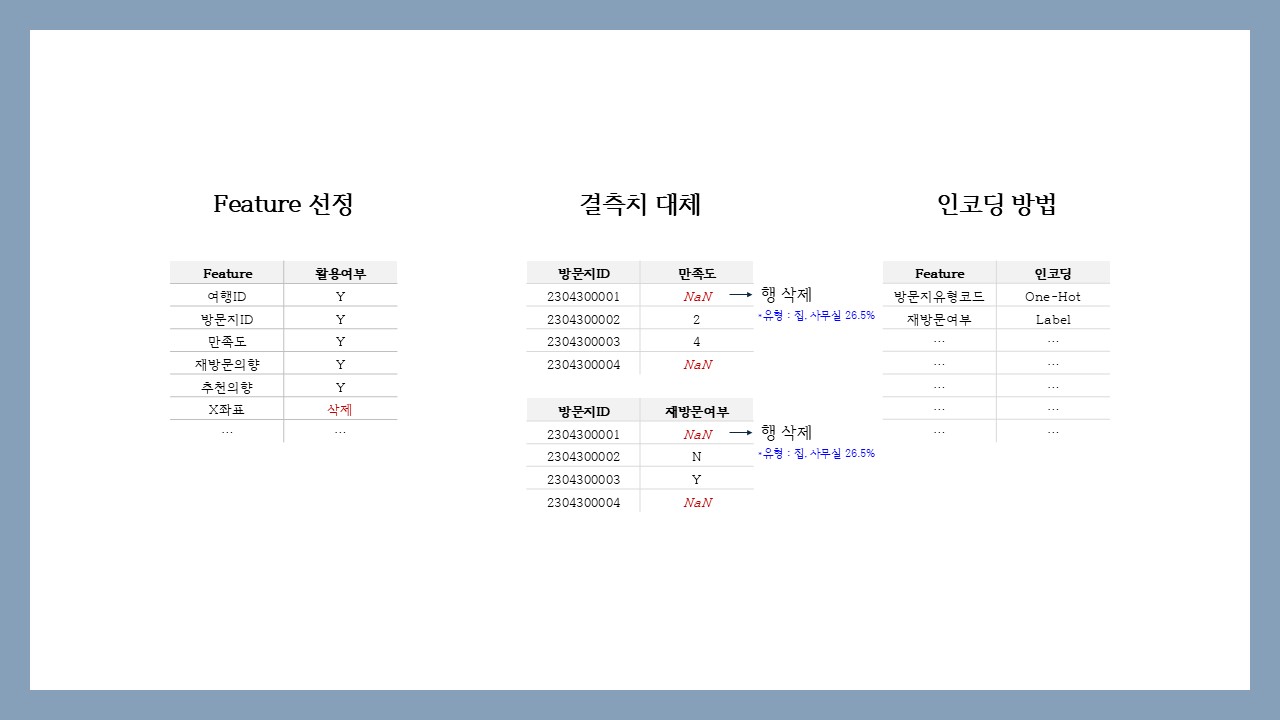 Feature 선정
Feature 활용여부
여행ID Y
방문지ID Y
만족도 Y
재방문의향 Y
추천의향 Y
X좌표 삭제
… …
결측치 대체
방문지ID 만족도
2304300001 NaN 행 삭제
*유형 : 집, 사무실 26.5%
2304300002 2
2304300003 4
2304300004 NaN
방문지ID 재방문여부
2304300001 NaN 행 삭제
*유형 : 집, 사무실 26.5%
2304300002 N
2304300003 Y
2304300004 NaN
인코딩 방법
Feature 인코딩
방문지유형코드 One-Hot
재방문여부 Label
… …
… …
… …
… …
… …